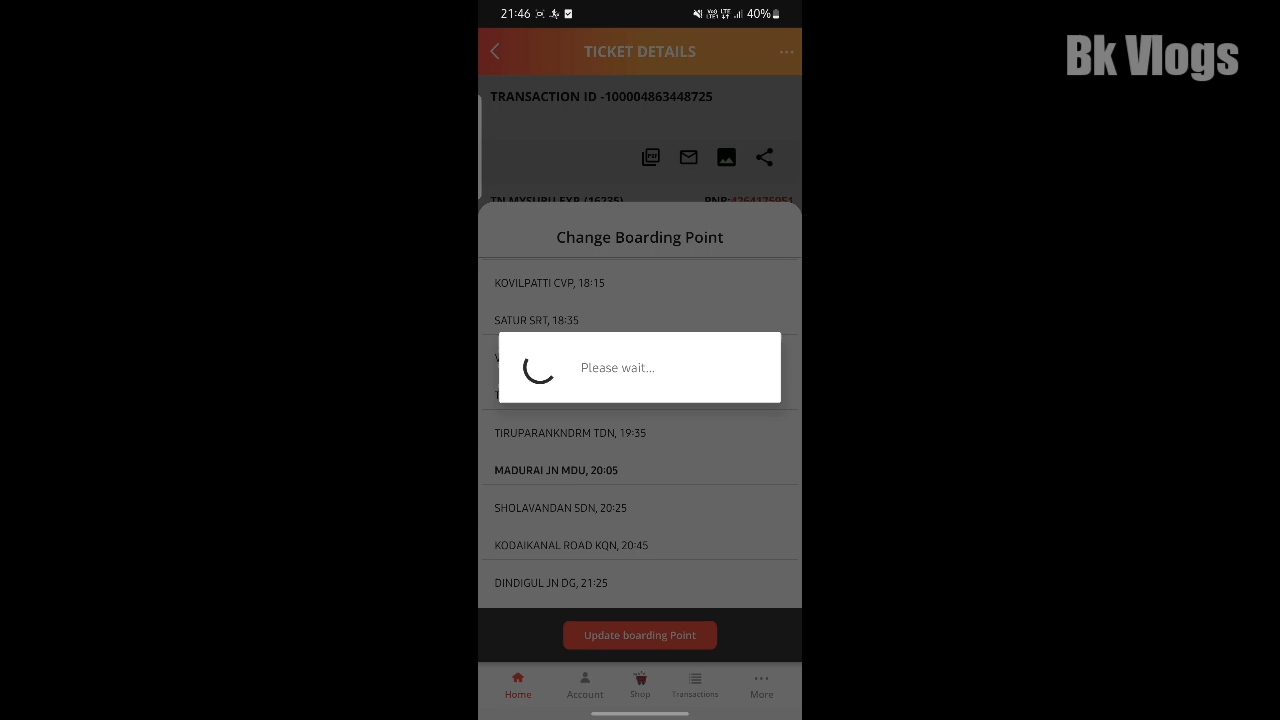 21:46
40%
Bk Vlogs
TICKET DETAILS
TRANSACTION ID -100004863448725
TN MYSURU EXP (16235) PNR:4264175951
Change Boarding Point
KOVILPATTI CVP, 18:15
SATUR SRT, 18:35
Please wait...
TIRUPARANKNDRM TDN, 19:35
MADURAI JN MDU, 20:05
SHOLAVANDAN SDN, 20:25
KODAIKANAL ROAD KQN, 20:45
DINDIGUL JN DG, 21:25
Update boarding Point
Home Account Shop Transactions More